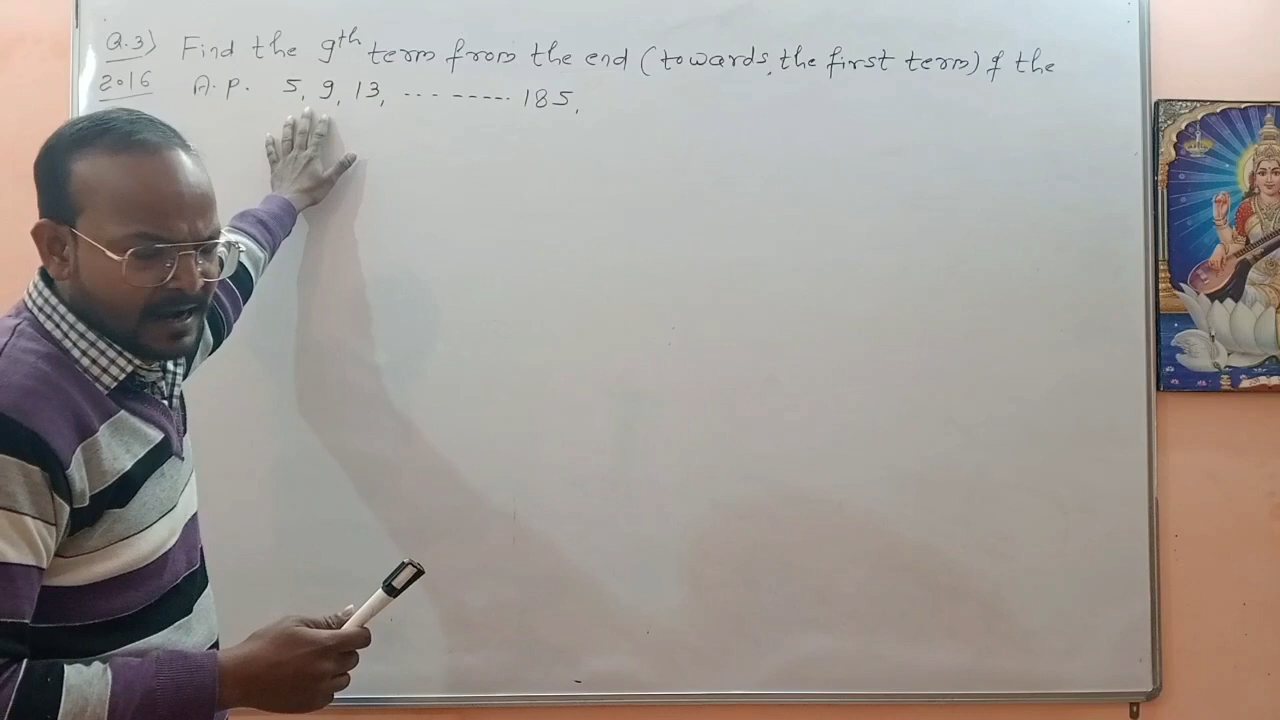 Q.3) Find the 9th term from the end (towards, the first term) of the
2016 A.P. 5, 9, 13, ... ..... 185,